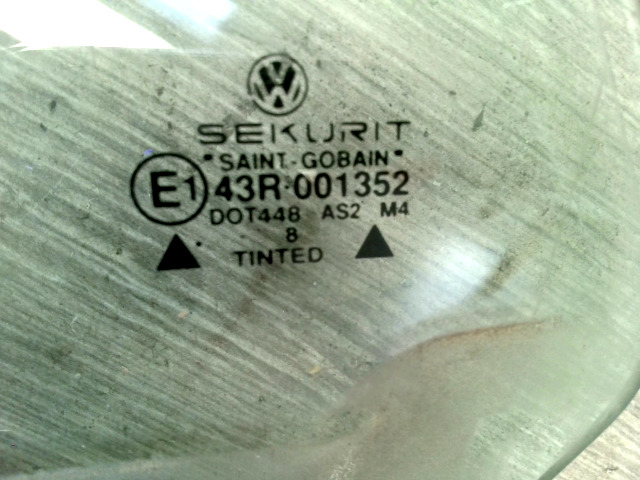 SEKURIT
"SAINT-GOBAIN"
E1 43R-001352
DOT448 AS2 M4
8
TINTED